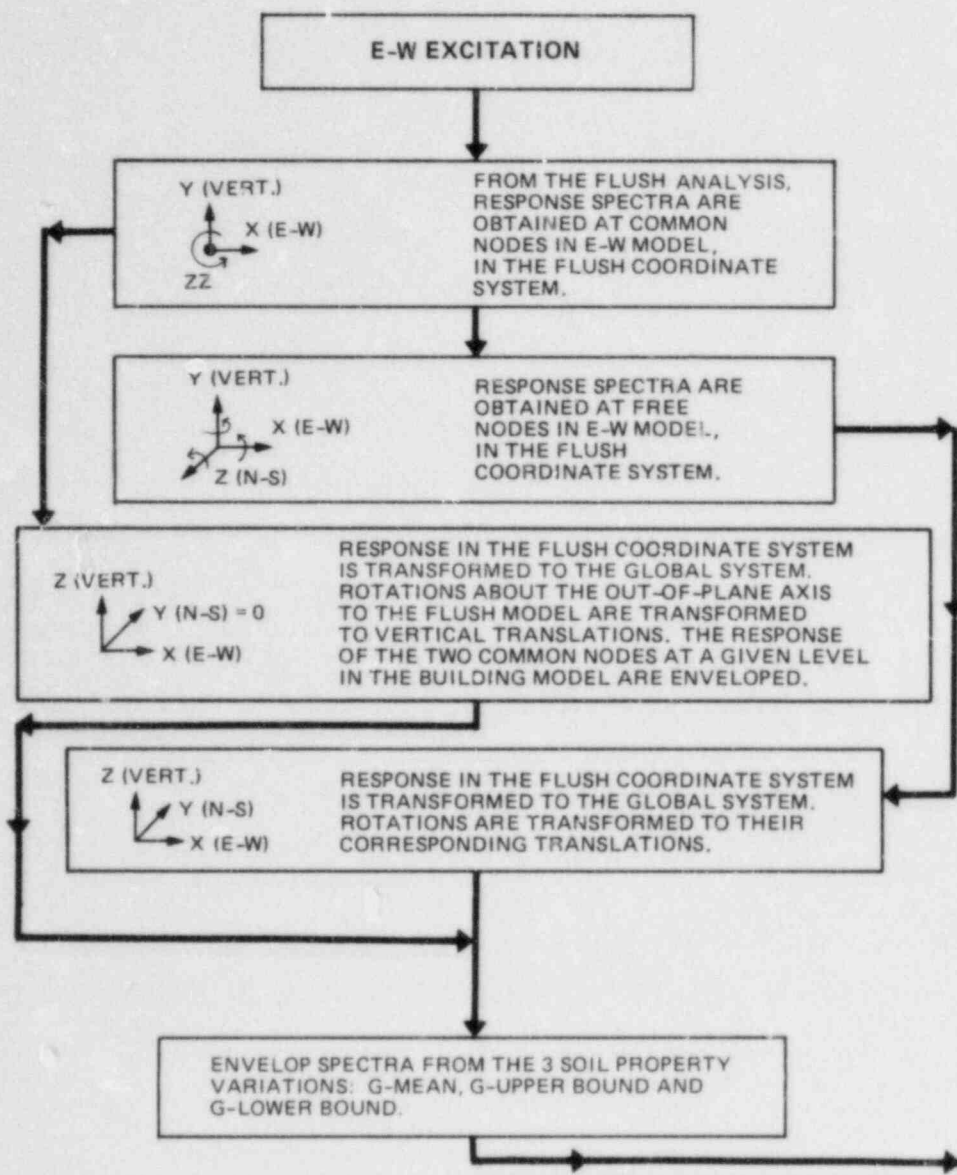 E-W EXCITATION
Y (VERT.)
X (E-W)
ZZ
FROM THE FLUSH ANALYSIS,
RESPONSE SPECTRA ARE
OBTAINED AT COMMON
NODES IN E-W MODEL,
IN THE FLUSH COORDINATE
SYSTEM.
Y (VERT.)
X (E-W)
Z (N-S)
RESPONSE SPECTRA ARE
OBTAINED AT FREE
NODES IN E-W MODEL,
IN THE FLUSH
COORDINATE SYSTEM.
Z (VERT.)
Y (N-S) = 0
X (E-W)
RESPONSE IN THE FLUSH COORDINATE SYSTEM
IS TRANSFORMED TO THE GLOBAL SYSTEM.
ROTATIONS ABOUT THE OUT-OF-PLANE AXIS
TO THE FLUSH MODEL ARE TRANSFORMED
TO VERTICAL TRANSLATIONS. THE RESPONSE
OF THE TWO COMMON NODES AT A GIVEN LEVEL
IN THE BUILDING MODEL ARE ENVELOPED.
Z (VERT.)
Y (N-S)
X (E-W)
RESPONSE IN THE FLUSH COORDINATE SYSTEM
IS TRANSFORMED TO THE GLOBAL SYSTEM.
ROTATIONS ARE TRANSFORMED TO THEIR
CORRESPONDING TRANSLATIONS.
ENVELOP SPECTRA FROM THE 3 SOIL PROPERTY
VARIATIONS: G-MEAN, G-UPPER BOUND AND
G-LOWER BOUND.